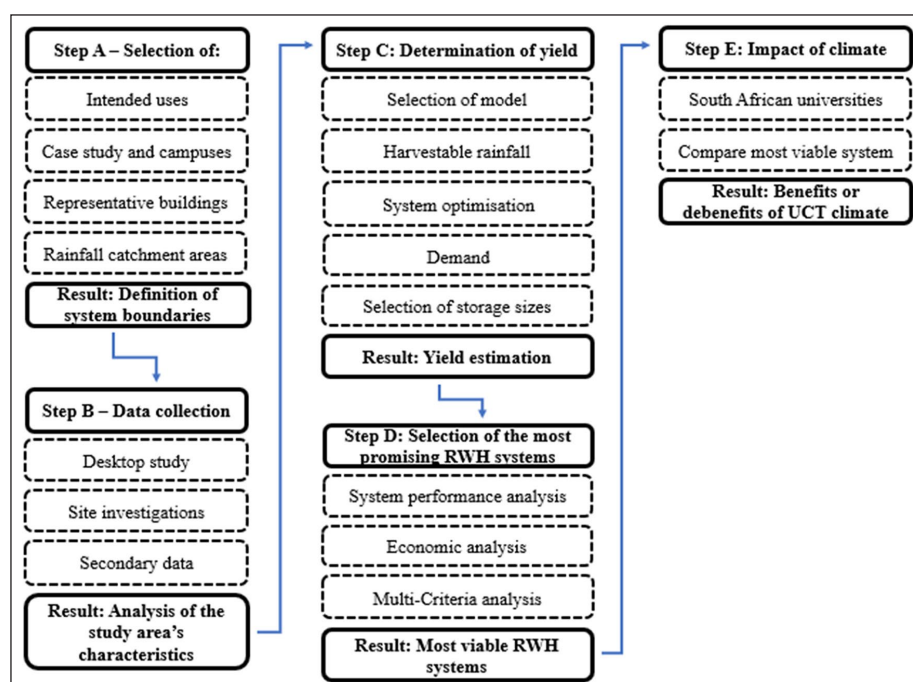 Step A – Selection of:
Intended uses
Case study and campuses
Representative buildings
Rainfall catchment areas
Result: Definition of
system boundaries
Step B – Data collection
Desktop study
Site investigations
Secondary data
Result: Analysis of the
study area's
characteristics
Step C: Determination of yield
Selection of model
Harvestable rainfall
System optimisation
Demand
Selection of storage sizes
Result: Yield estimation
Step D: Selection of the most
promising RWH systems
System performance analysis
Economic analysis
Multi-Criteria analysis
Result: Most viable RWH
systems
Step E: Impact of climate
South African universities
Compare most viable system
Result: Benefits or
debenefits of UCT climate